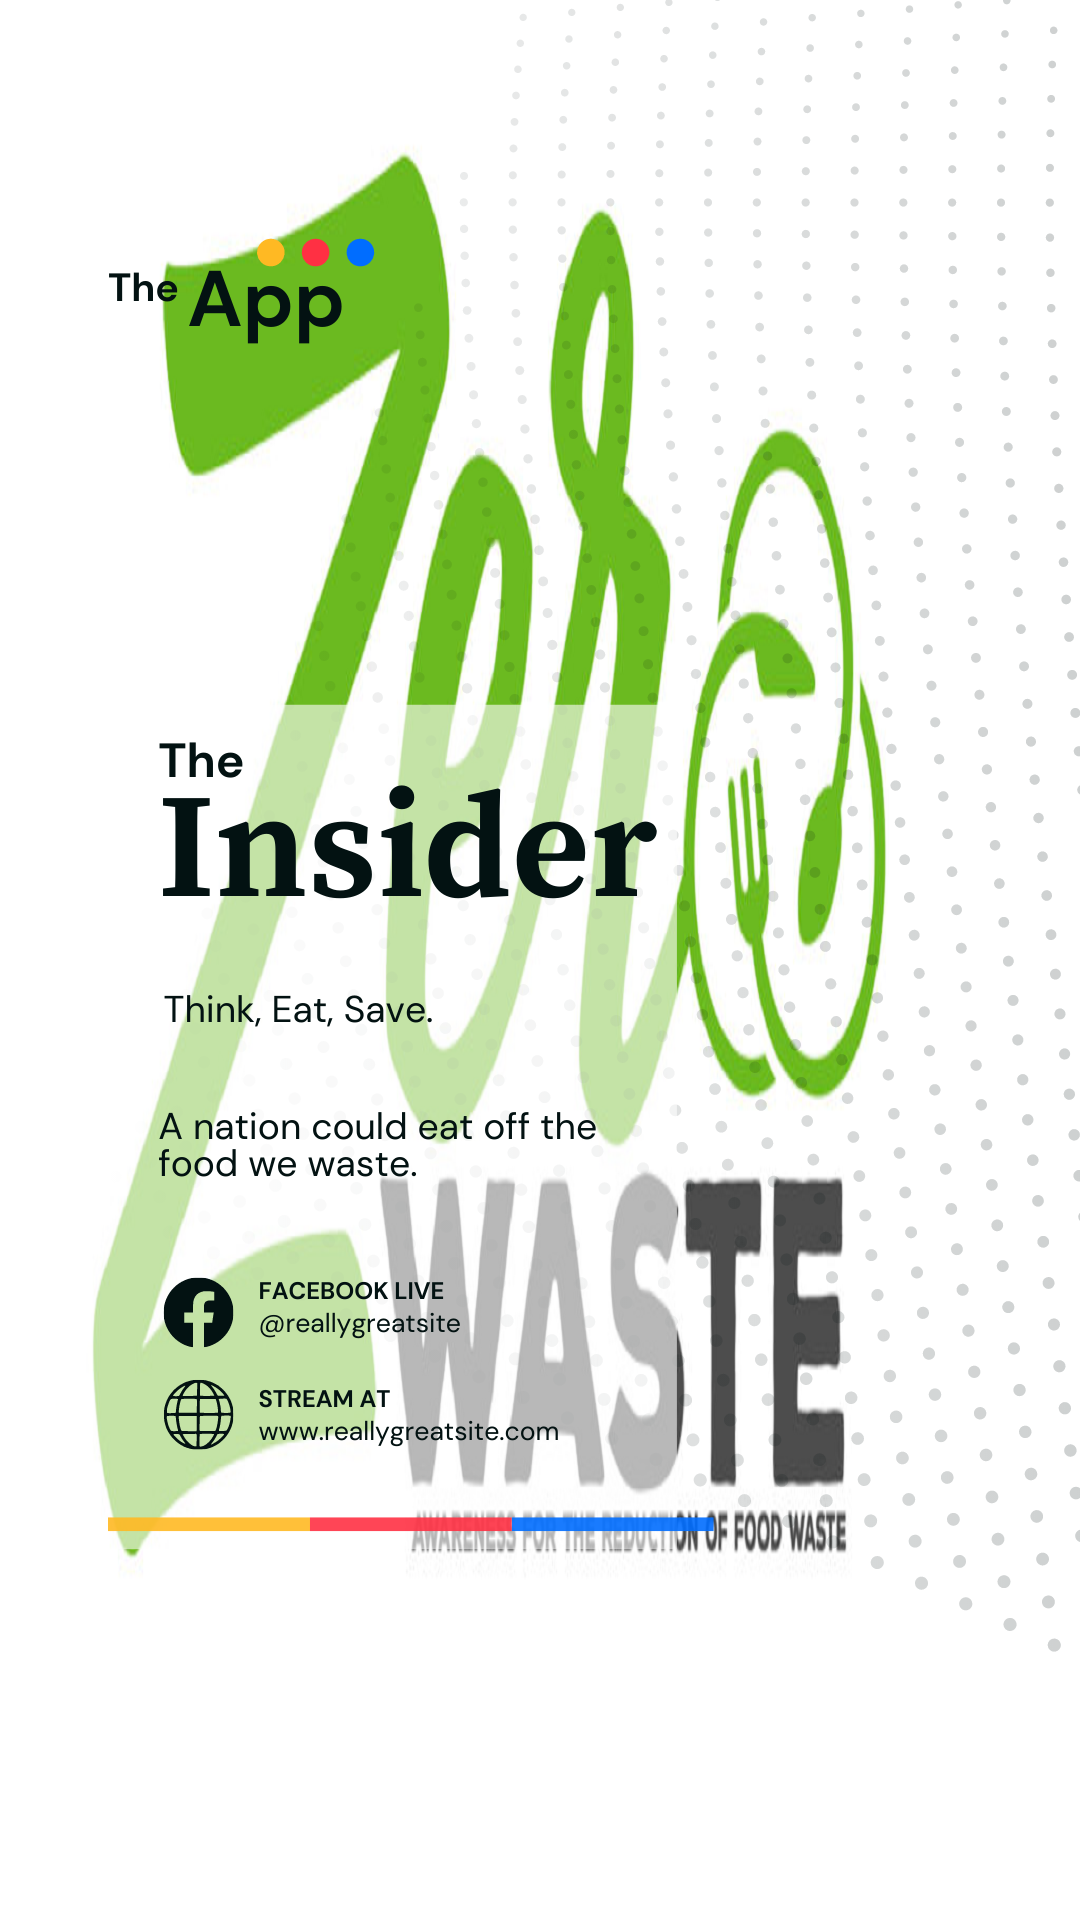 The App
Zero
The
Insider
Think, Eat, Save.
A nation could eat off the
food we waste.
WASTE
FACEBOOK LIVE
@reallygreatsite
STREAM AT
www.reallygreatsite.com
AWARENESS FOR THE REDUCTION OF FOOD WASTE